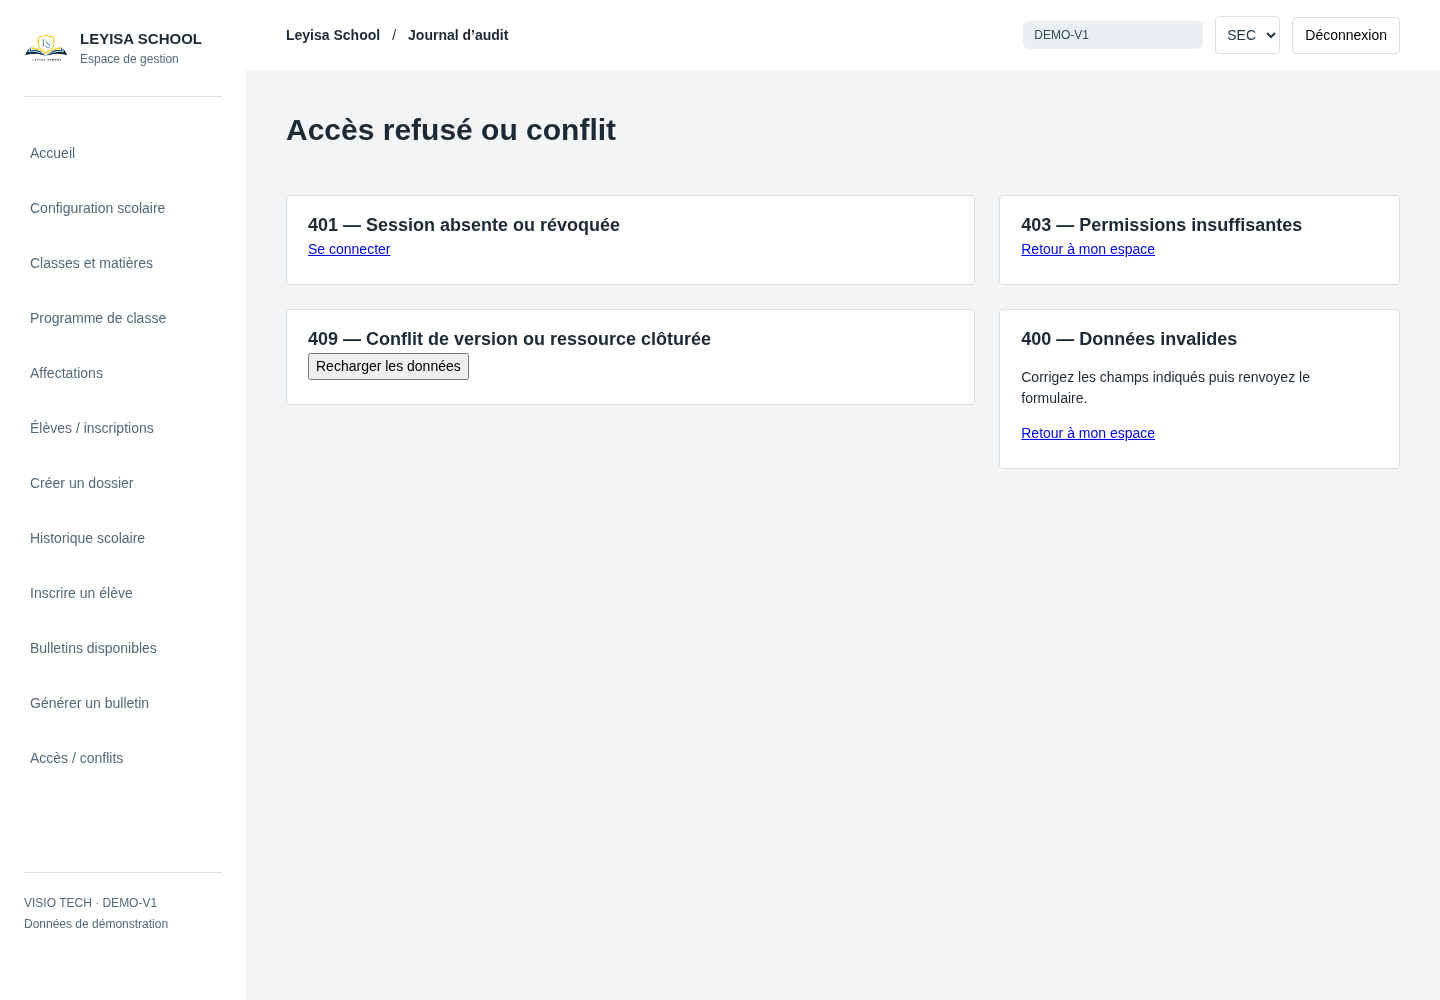 LEYISA SCHOOL
Espace de gestion
Accueil
Configuration scolaire
Classes et matières
Programme de classe
Affectations
Élèves / inscriptions
Créer un dossier
Historique scolaire
Inscrire un élève
Bulletins disponibles
Générer un bulletin
Accès / conflits
VISIO TECH · DEMO-V1
Données de démonstration
Leyisa School / Journal d’audit
DEMO-V1
SEC
Déconnexion
Accès refusé ou conflit
401 — Session absente ou révoquée
Se connecter
403 — Permissions insuffisantes
Retour à mon espace
409 — Conflit de version ou ressource clôturée
Recharger les données
400 — Données invalides
Corrigez les champs indiqués puis renvoyez le
formulaire.
Retour à mon espace